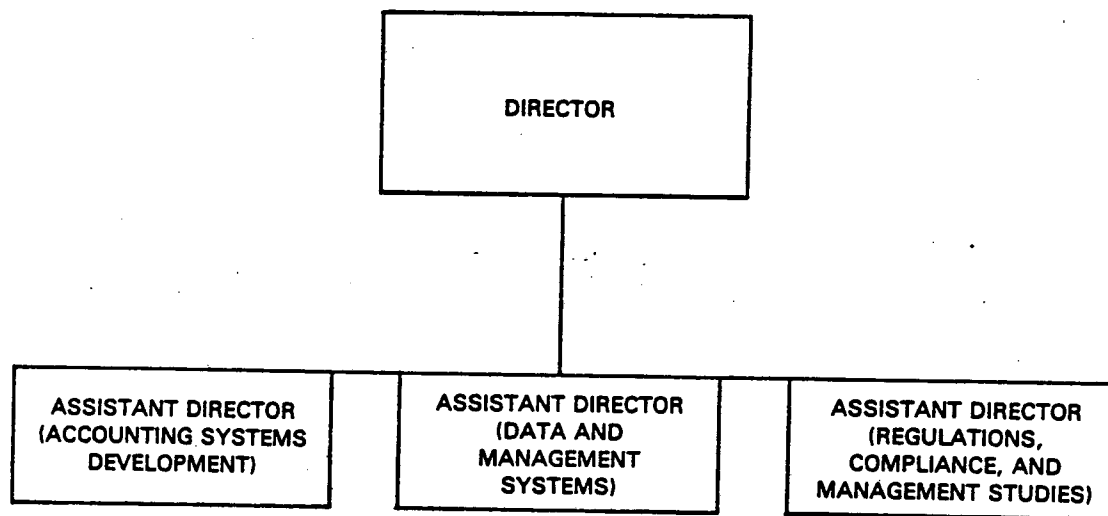 DIRECTOR
ASSISTANT DIRECTOR
(ACCOUNTING SYSTEMS
DEVELOPMENT)
ASSISTANT DIRECTOR
(DATA AND
MANAGEMENT
SYSTEMS)
ASSISTANT DIRECTOR
(REGULATIONS,
COMPLIANCE, AND
MANAGEMENT STUDIES)